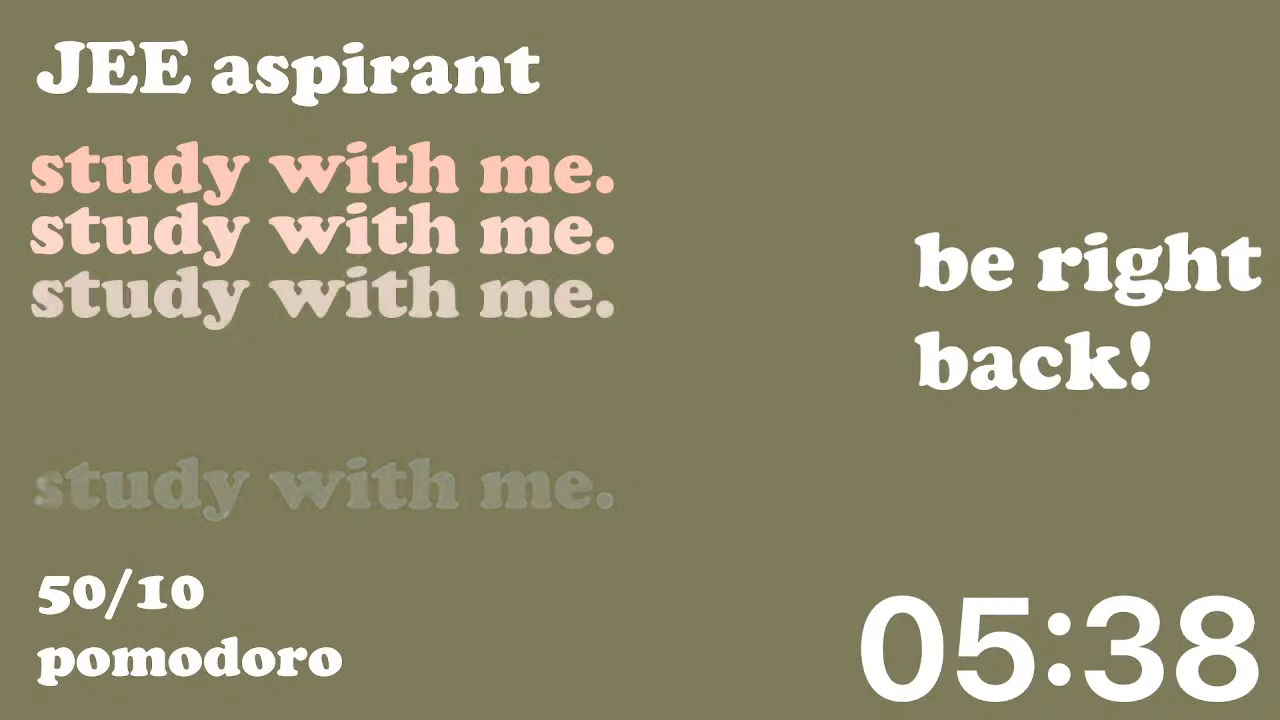 JEE aspirant
study with me.
study with me.
study with me.
be right
back!
study with me.
50/10
pomodoro
05:38